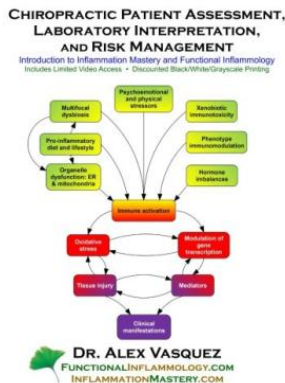 CHIROPRACTIC PATIENT ASSESSMENT,
LABORATORY INTERPRETATION,
AND RISK MANAGEMENT
Introduction to Inflammation Mastery and Functional Inflammology
Includes Limited Video Access • Discounted Black/White/Grayscale Printing
Psychoemotional
and physical
stressors
Multifocal
dysbiosis
Xenobiotic
immunotoxicity
Pro-inflammatory
diet and lifestyle
Phenotype
immunomodulation
Organelle
dysfunction: ER
& mitochondria
Hormone
imbalances
Immune activation
Oxidative
stress
Modulation of
gene
transcription
Tissue injury
Mediators
Clinical
manifestations
DR. ALEX VASQUEZ
FUNCTIONALINFLAMMOLOGY.COM
INFLAMMATIONMASTERY.COM